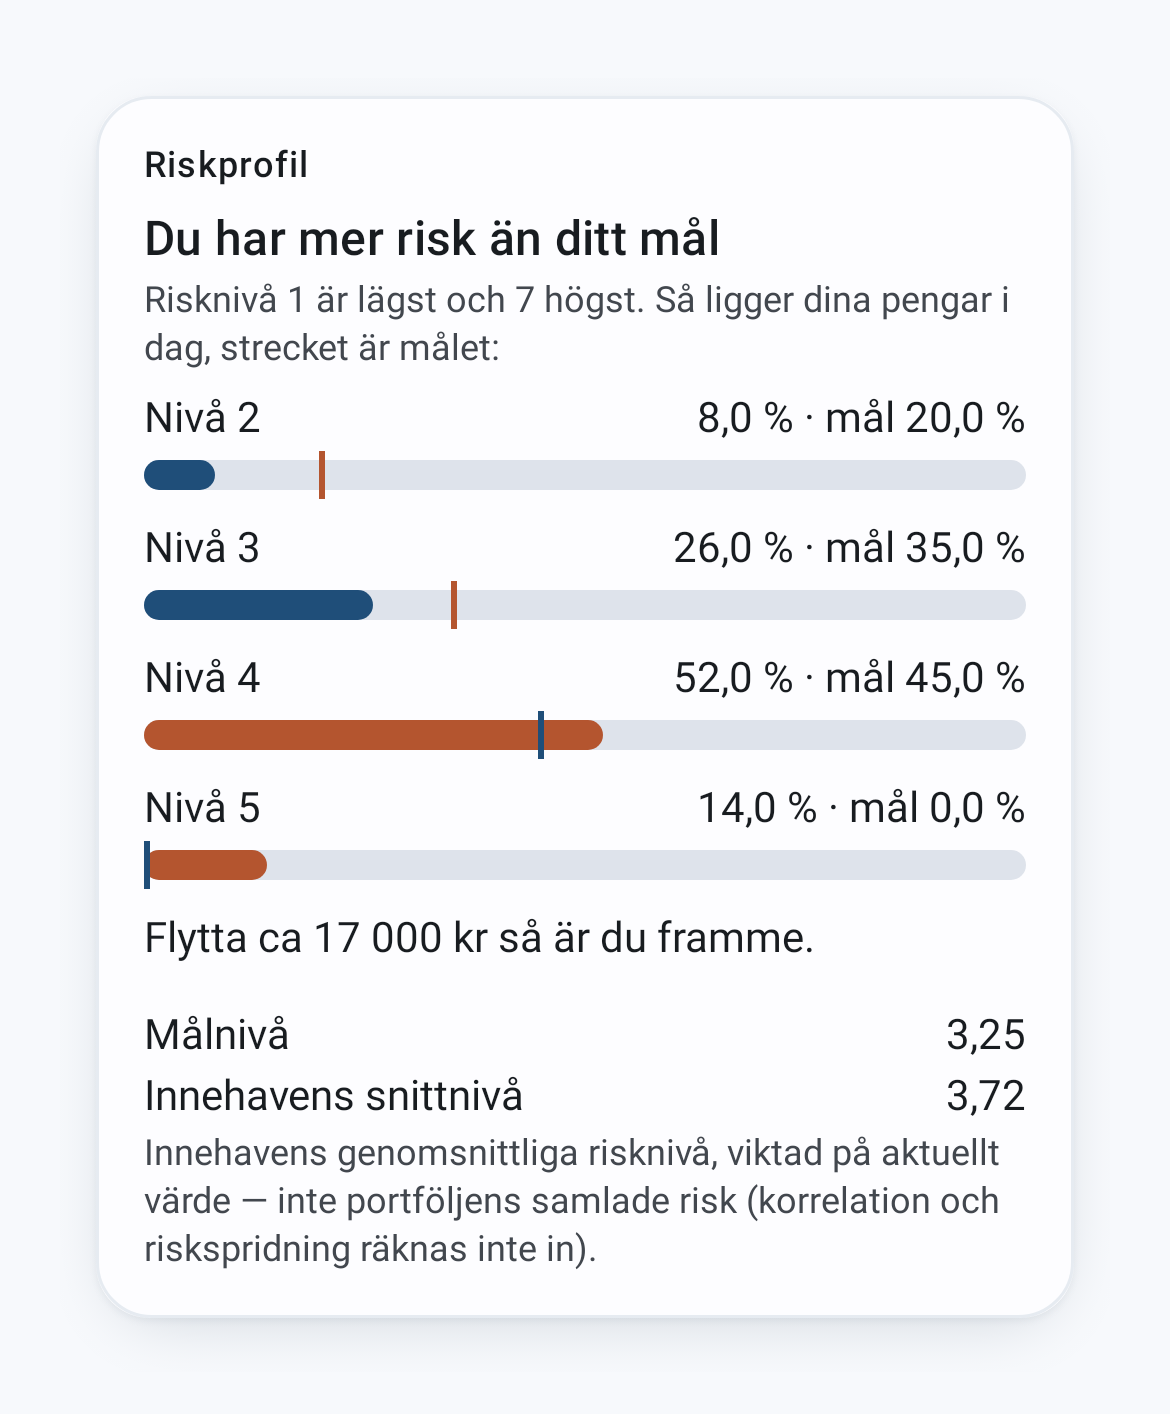 Riskprofil
Du har mer risk än ditt mål
Risknivå 1 är lägst och 7 högst. Så ligger dina pengar i
dag, strecket är målet:
Nivå 2 8,0 % · mål 20,0 %
Nivå 3 26,0 % · mål 35,0 %
Nivå 4 52,0 % · mål 45,0 %
Nivå 5 14,0 % · mål 0,0 %
Flytta ca 17 000 kr så är du framme.
Målnivå 3,25
Innehavens snittnivå 3,72
Innehavens genomsnittliga risknivå, viktad på aktuellt
värde — inte portföljens samlade risk (korrelation och
riskspridning räknas inte in).